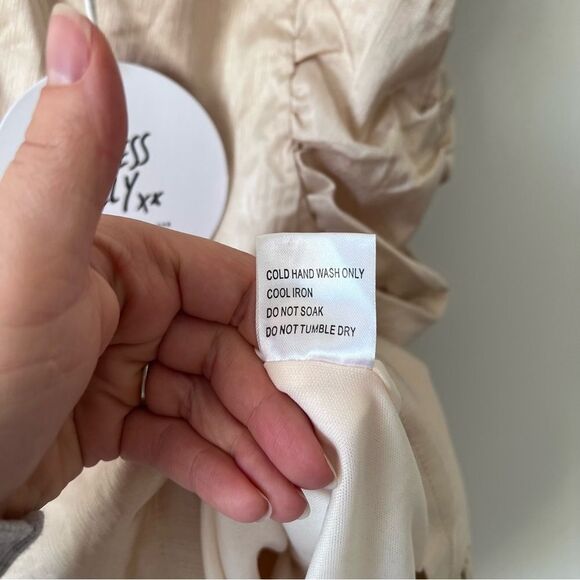 COLD HAND WASH ONLY
COOL IRON
DO NOT SOAK
DO NOT TUMBLE DRY